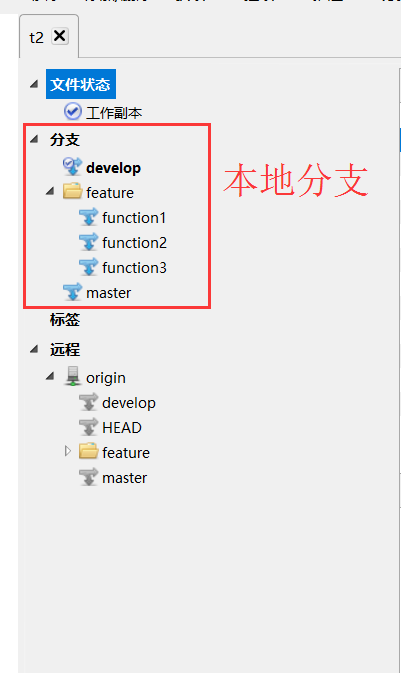 t2
文件状态
工作副本
分支
develop
feature
function1
function2
function3
master
本地分支
标签
远程
origin
develop
HEAD
feature
master